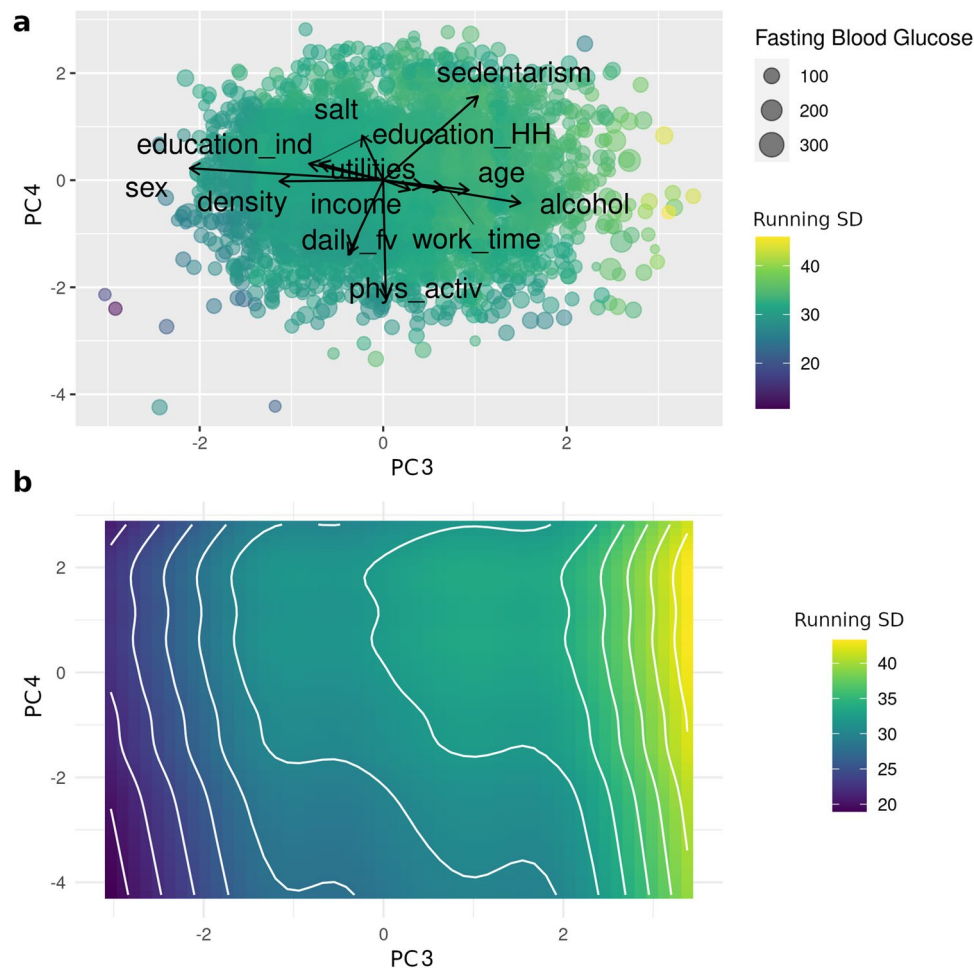 a
Fasting Blood Glucose
100
200
300
Running SD
40
30
20
sedentarism
salt
education_HH
education_ind
utilities
age
sex
density
income
alcohol
daily_fv
work_time
phys_activ
PC4
2
0
-2
-4
-2
0
2
PC3
b
PC4
2
0
-2
-4
-2
0
2
PC3
Running SD
40
35
30
25
20